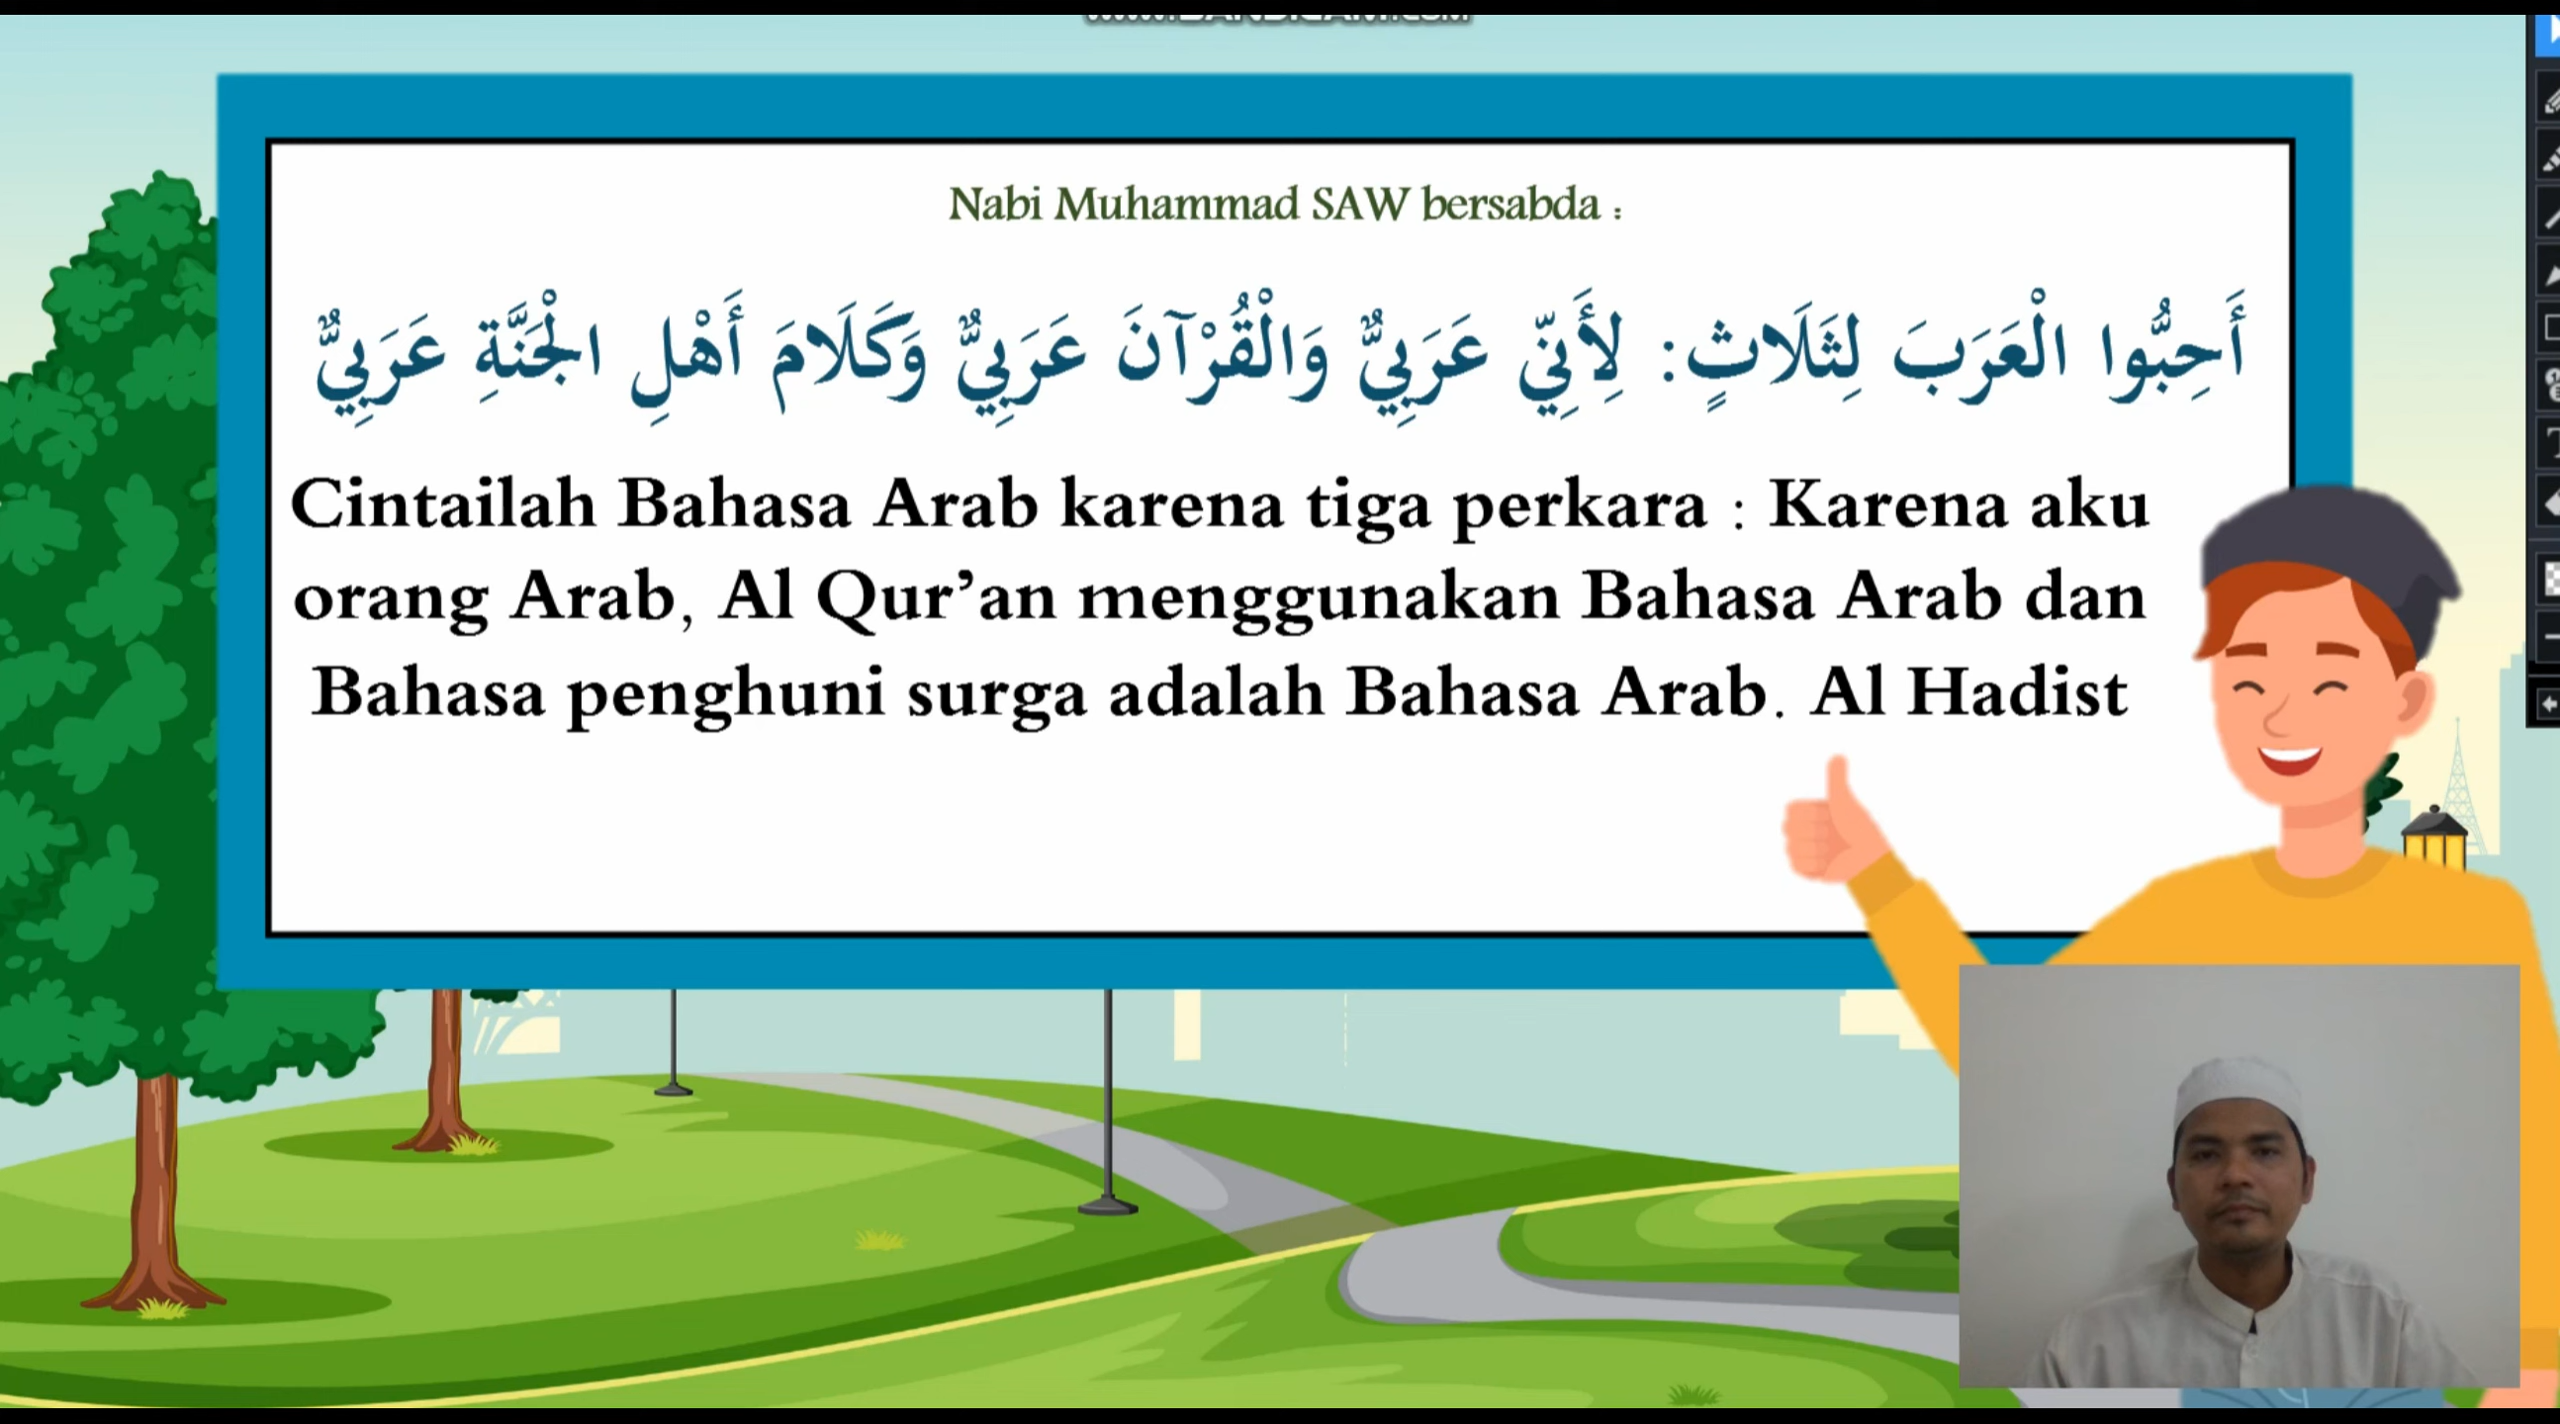 Nabi Muhammad SAW bersabda :
أَحِبُّوا الْعَرَبَ لِثَلَاثٍ: لِأَنِّي عَرَبِيٌّ وَالْقُرْآنَ عَرَبِيٌّ وَكَلَامَ أَهْلِ الْجَنَّةِ عَرَبِيٌّ
Cintailah Bahasa Arab karena tiga perkara : Karena aku
orang Arab, Al Qur’an menggunakan Bahasa Arab dan
Bahasa penghuni surga adalah Bahasa Arab. Al Hadist